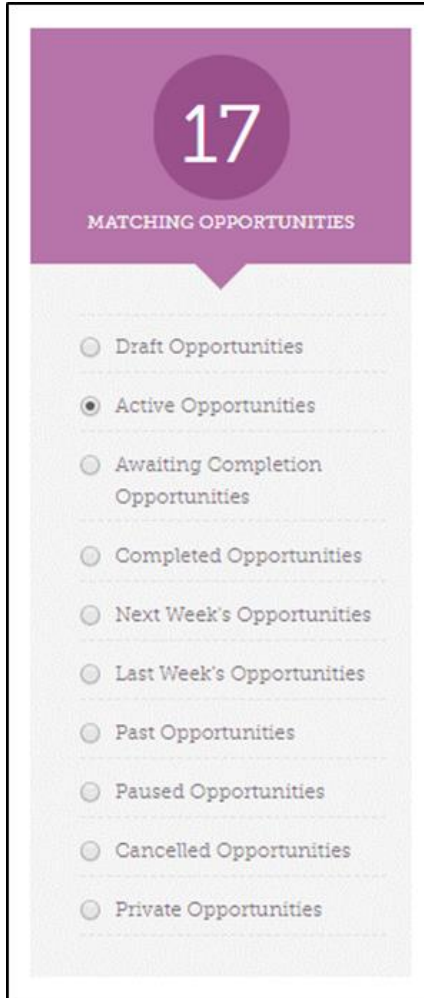 17
MATCHING OPPORTUNITIES
Draft Opportunities
Active Opportunities
Awaiting Completion
Opportunities
Completed Opportunities
Next Week's Opportunities
Last Week's Opportunities
Past Opportunities
Paused Opportunities
Cancelled Opportunities
Private Opportunities